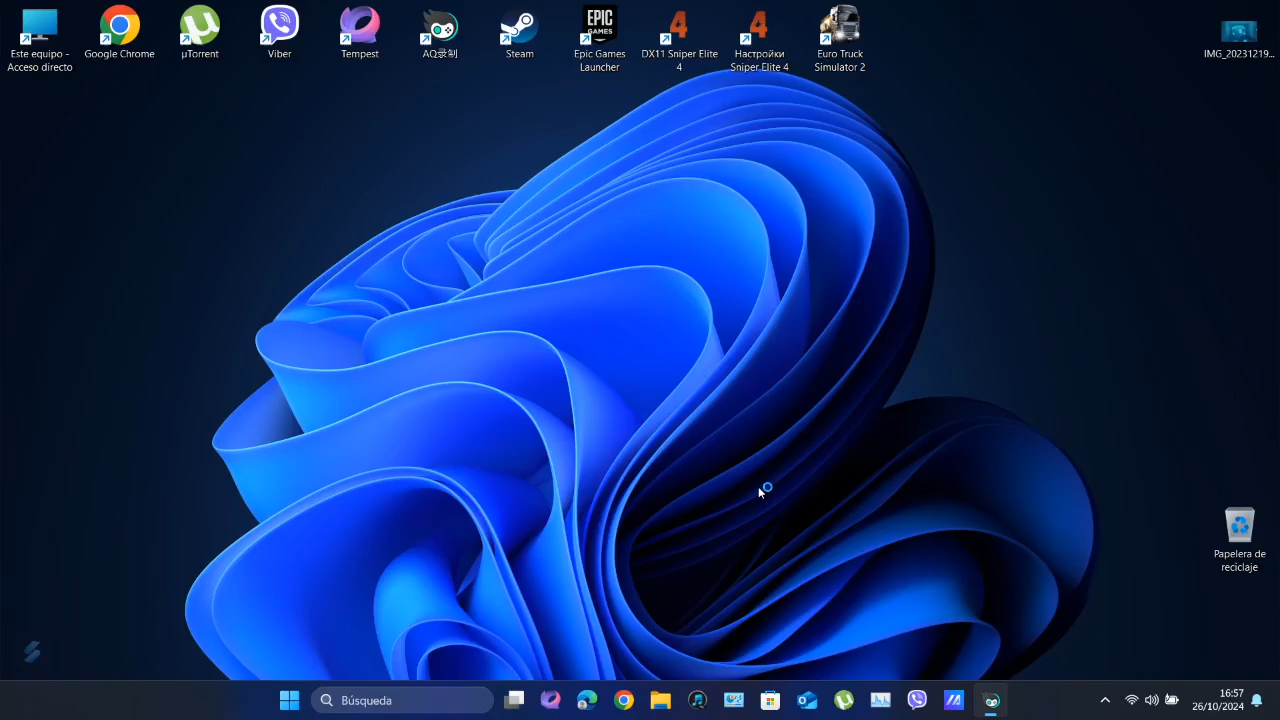 Este equipo -
Acceso directo
Google Chrome
µTorrent
Viber
Tempest
AQ录制
Steam
EPIC
GAMES
Epic Games
Launcher
4
DX11 Sniper Elite
4
4
Настройки
Sniper Elite 4
Euro Truck
Simulator 2
IMG_20231219...
Papelera de
reciclaje
Búsqueda
16:57
26/10/2024